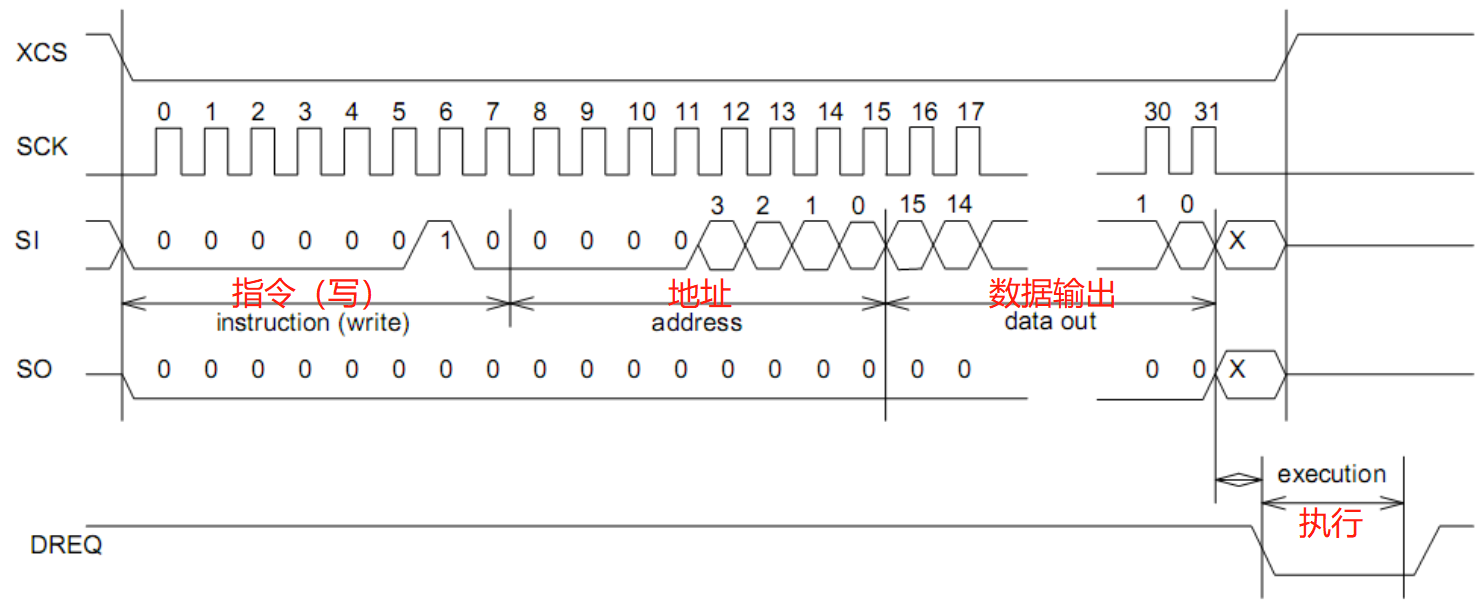 XCS
0 1 2 3 4 5 6 7 8 9 10 11 12 13 14 15 16 17 30 31
SCK
3 2 1 0 15 14 1 0
SI 0 0 0 0 0 0 1 0 0 0 0 0 X
指令（写） 地址 数据输出
instruction (write) address data out
SO 0 0 0 0 0 0 0 0 0 0 0 0 0 0 0 0 0 0 0 0 X
execution
执行
DREQ